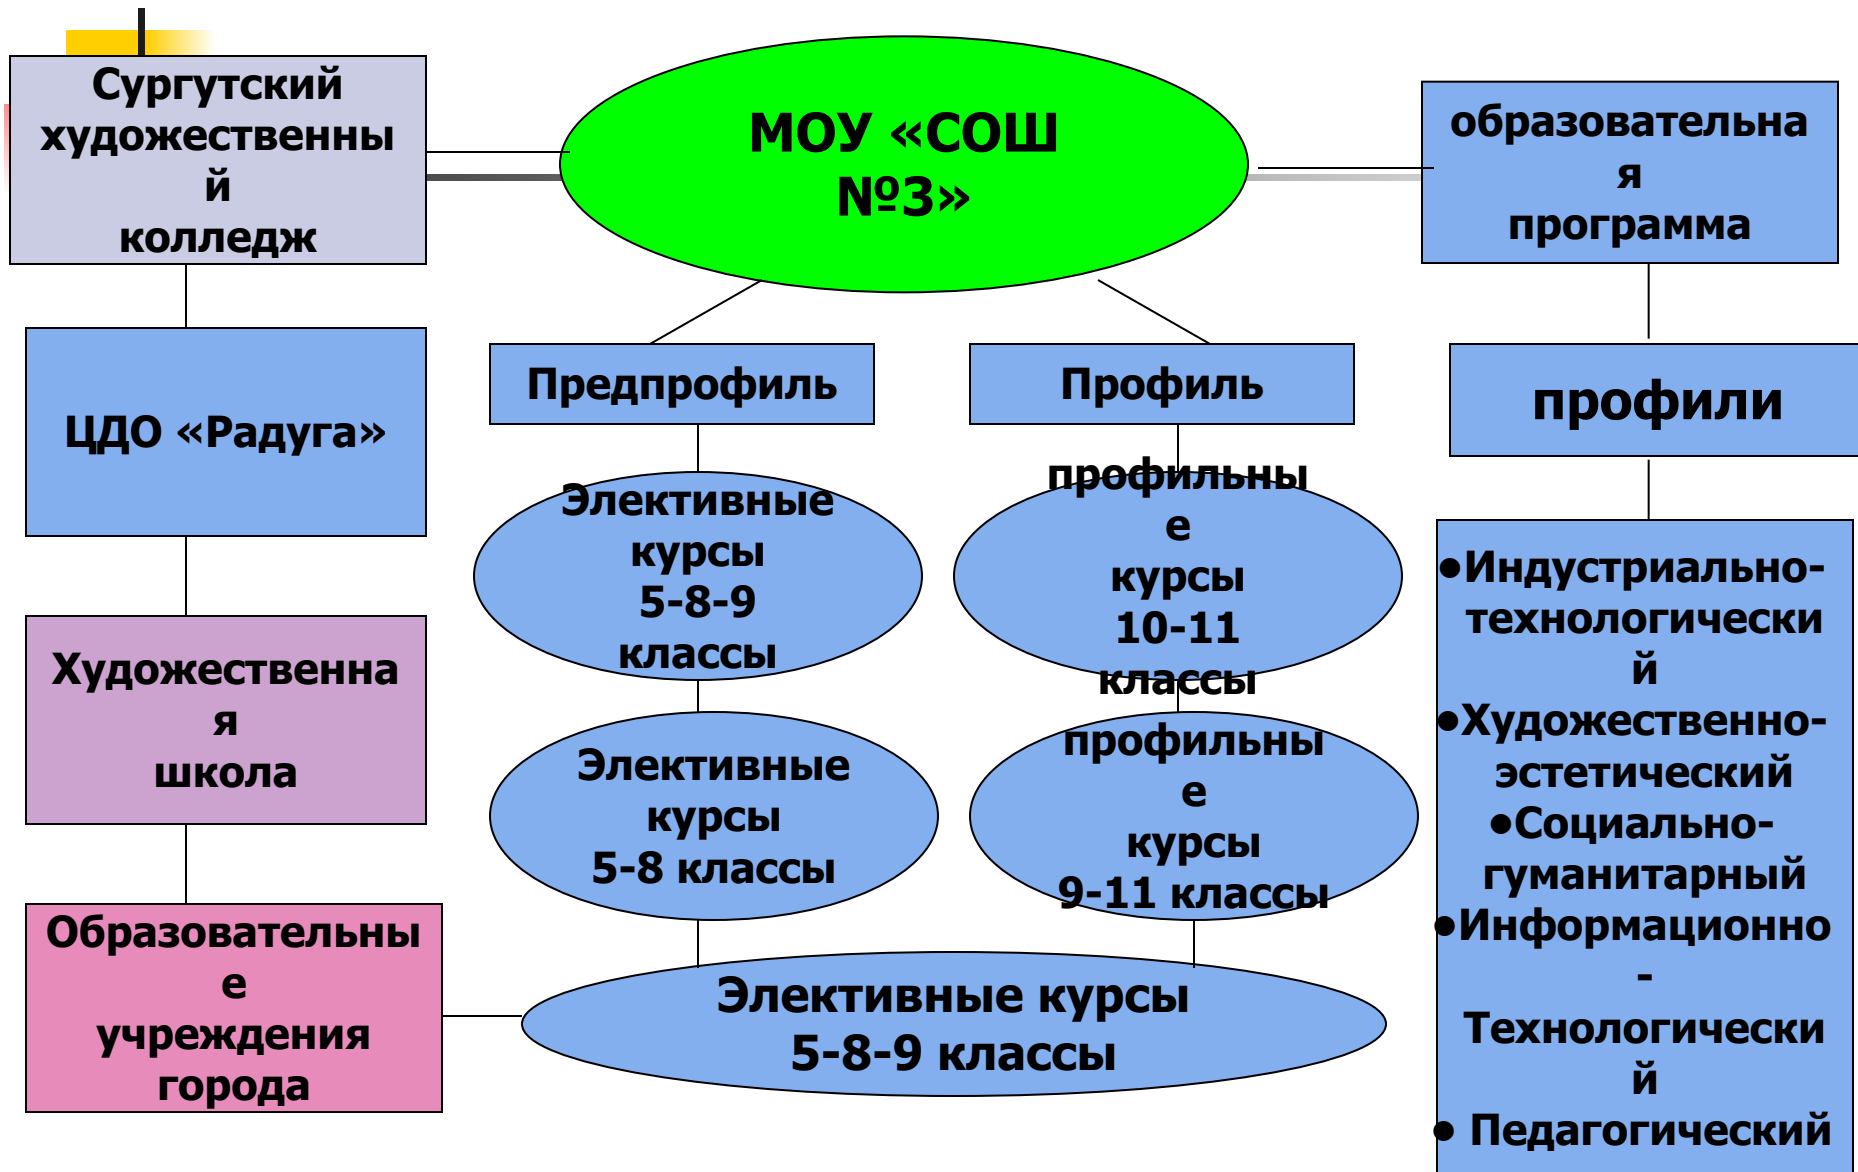 Сургутский
художественны
й
колледж
МОУ «СОШ
№3»
образовательна
я
программа
ЦДО «Радуга»
Предпрофиль
Профиль
профили
Элективные
курсы
5-8-9
классы
профильны
е
курсы
10-11
классы
Художественна
я
школа
Элективные
курсы
5-8 классы
профильны
е
курсы
9-11 классы
•Индустриально-
технологически
й
•Художественно-
эстетический
•Социально-
гуманитарный
•Информационно
-
Технологически
й
• Педагогический
Образовательны
е
учреждения
города
Элективные курсы
5-8-9 классы